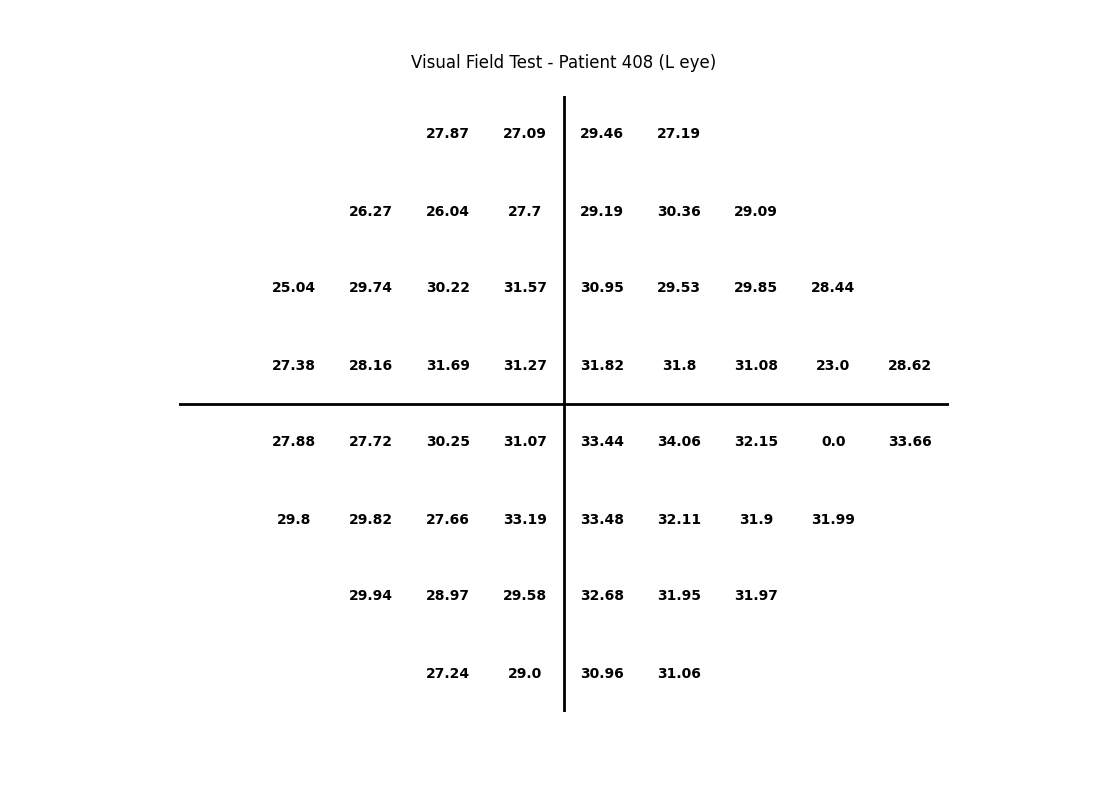 Visual Field Test - Patient 408 (L eye)
27.87 27.09 29.46 27.19
26.27 26.04 27.7 29.19 30.36 29.09
25.04 29.74 30.22 31.57 30.95 29.53 29.85 28.44
27.38 28.16 31.69 31.27 31.82 31.8 31.08 23.0 28.62
27.88 27.72 30.25 31.07 33.44 34.06 32.15 0.0 33.66
29.8 29.82 27.66 33.19 33.48 32.11 31.9 31.99
29.94 28.97 29.58 32.68 31.95 31.97
27.24 29.0 30.96 31.06